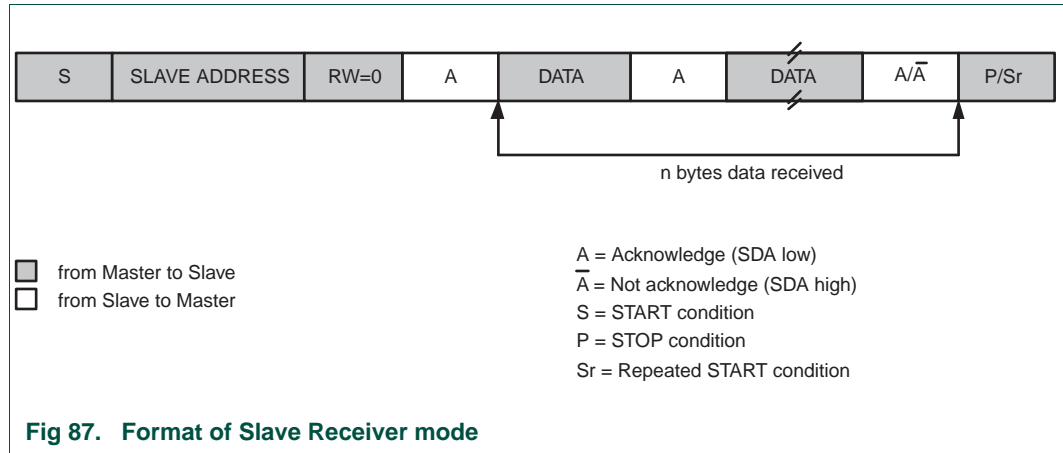 S SLAVE ADDRESS RW=0 A DATA A DATA A/A̅ P/Sr
n bytes data received
from Master to Slave
from Slave to Master
A = Acknowledge (SDA low)
A̅ = Not acknowledge (SDA high)
S = START condition
P = STOP condition
Sr = Repeated START condition
Fig 87. Format of Slave Receiver mode